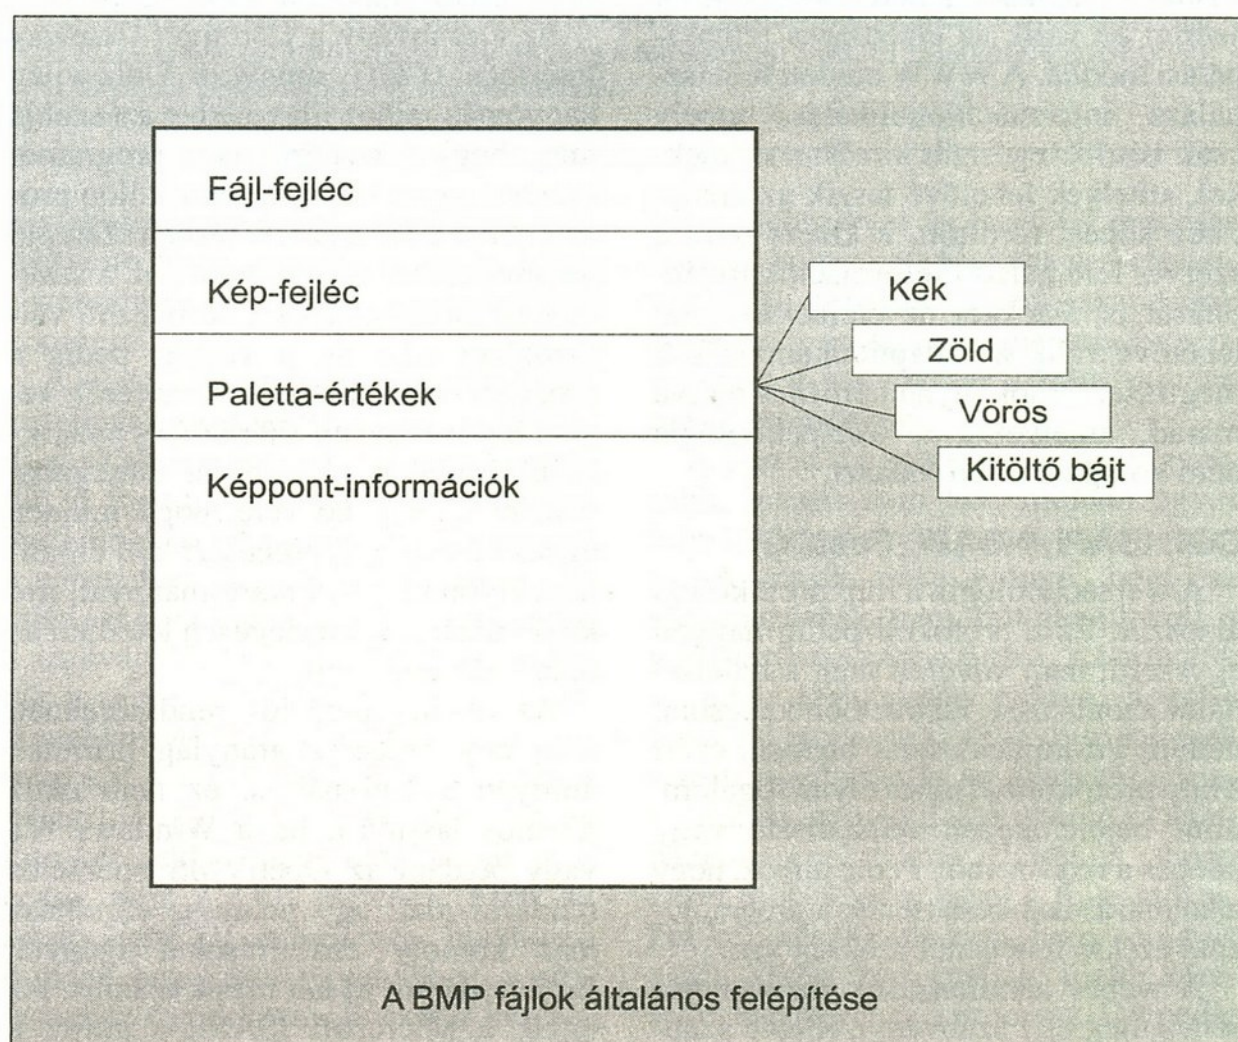 Fájl-fejléc
Kép-fejléc
Paletta-értékek
Képpont-információk
Kék
Zöld
Vörös
Kitöltő bájt
A BMP fájlok általános felépítése